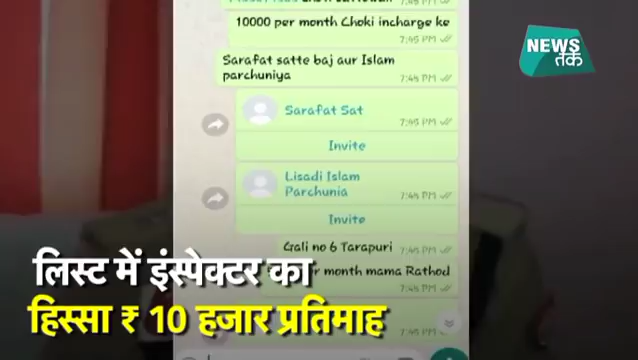 10000 per month Choki incharge ke
7:45 PM
Sarafat satte baj aur Islam
parchuniya
7:45 PM
Sarafat Sat
7:45 PM
Invite
Lisadi Islam
Parchunia
7:45 PM
Invite
Gali no 6 Tarapuri
7:45 PM
month mama Rathod
7:45 PM
7:45 PM
NEWS
तक
लिस्ट में इंस्पेक्टर का
हिस्सा ₹ 10 हजार प्रतिमाह